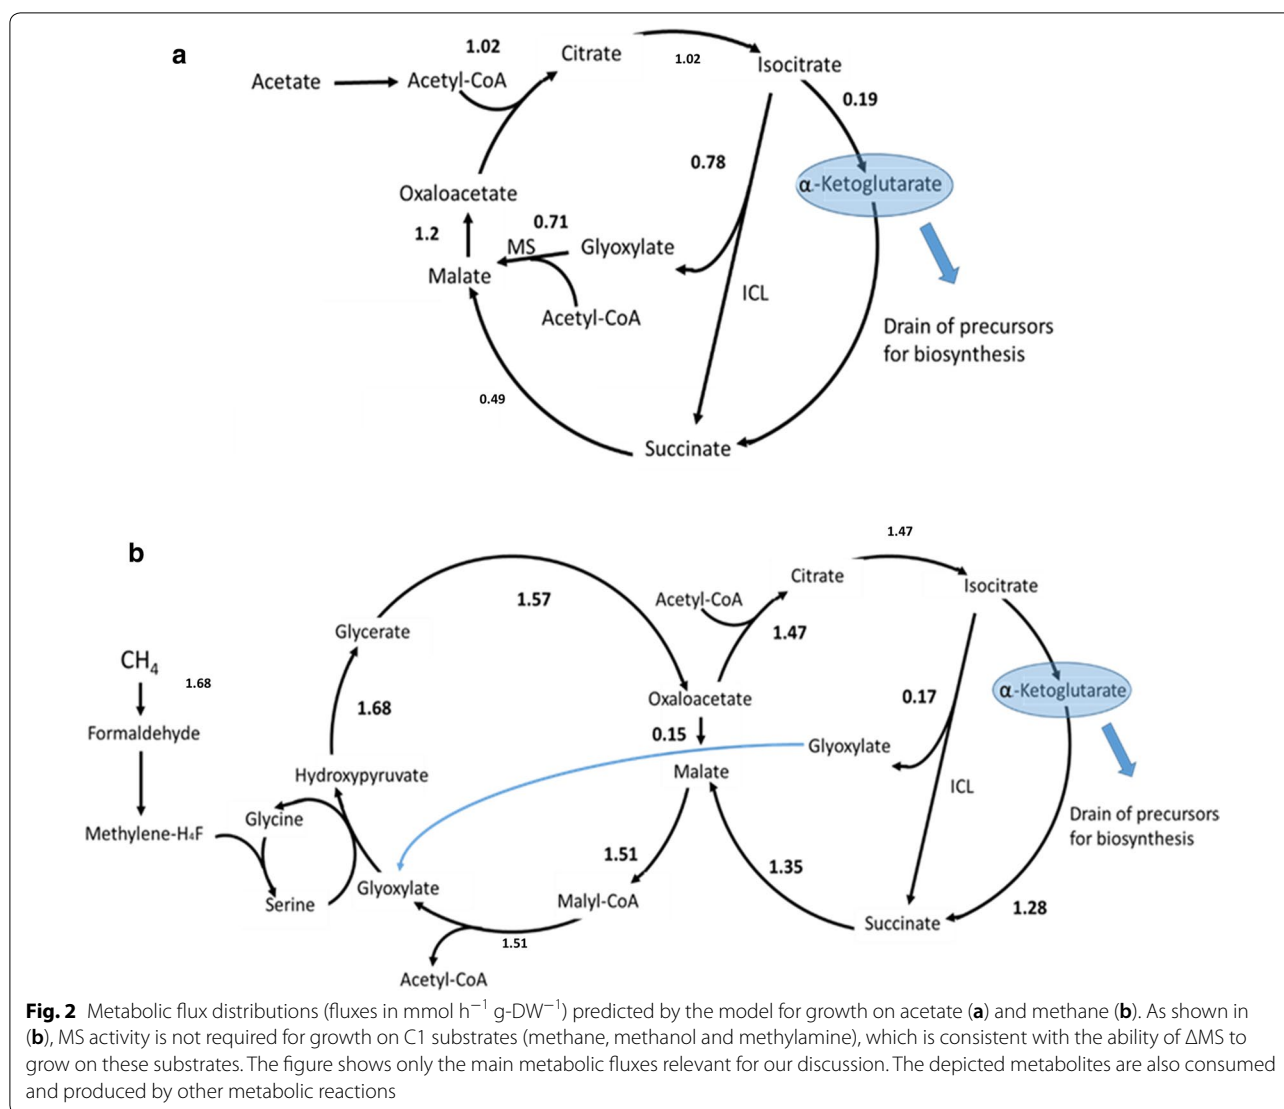 a
1.02
Citrate
1.02
Isocitrate
Acetate
Acetyl-CoA
0.19
0.78
α-Ketoglutarate
Oxaloacetate
1.2
0.71
MS
Glyoxylate
Malate
ICL
Acetyl-CoA
Drain of precursors
for biosynthesis
0.49
Succinate
b
1.47
Citrate
Isocitrate
Acetyl-CoA
1.57
1.47
Glycerate
CH₄
1.68
1.68
α-Ketoglutarate
Oxaloacetate
0.17
Formaldehyde
0.15
Glyoxylate
Malate
Hydroxypyruvate
ICL
Glycine
Methylene-H₄F
Drain of precursors
for biosynthesis
1.51
1.35
Glyoxylate
Serine
Malyl-CoA
1.28
Succinate
1.51
Acetyl-CoA
Fig. 2 Metabolic flux distributions (fluxes in mmol h⁻¹ g-DW⁻¹) predicted by the model for growth on acetate (a) and methane (b). As shown in
(b), MS activity is not required for growth on C1 substrates (methane, methanol and methylamine), which is consistent with the ability of ΔMS to
grow on these substrates. The figure shows only the main metabolic fluxes relevant for our discussion. The depicted metabolites are also consumed
and produced by other metabolic reactions